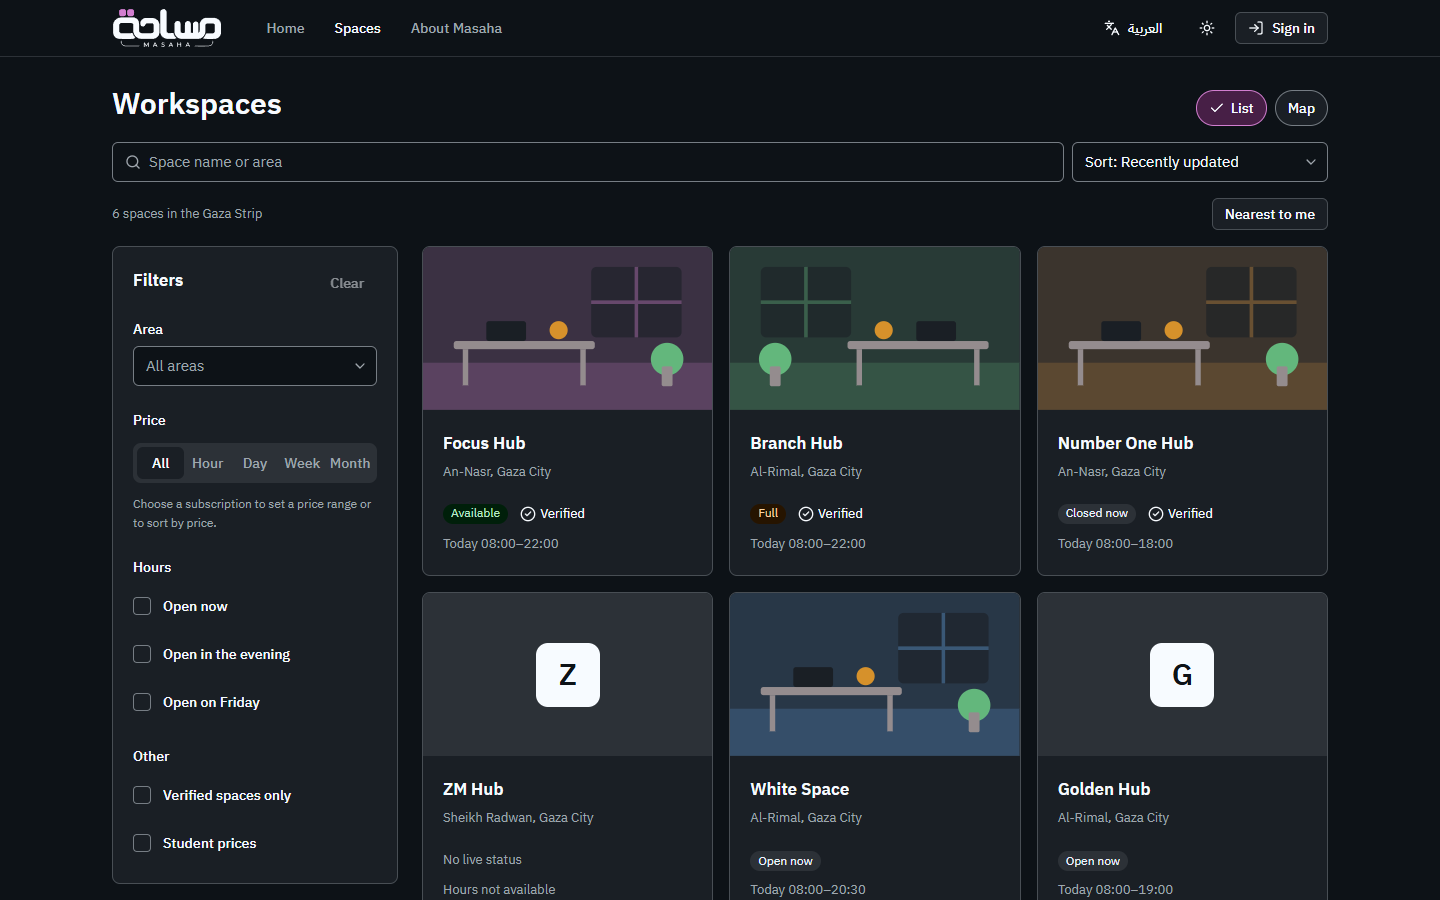 مساحة
MASAHA
Home
Spaces
About Masaha
العربية
Sign in
Workspaces
List
Map
Space name or area
Sort: Recently updated
6 spaces in the Gaza Strip
Nearest to me
Filters
Clear
Area
All areas
Price
All
Hour
Day
Week
Month
Choose a subscription to set a price range or
to sort by price.
Hours
Open now
Open in the evening
Open on Friday
Other
Verified spaces only
Student prices
Focus Hub
An-Nasr, Gaza City
Available
Verified
Today 08:00–22:00
Branch Hub
Al-Rimal, Gaza City
Full
Verified
Today 08:00–22:00
Number One Hub
An-Nasr, Gaza City
Closed now
Verified
Today 08:00–18:00
Z
ZM Hub
Sheikh Radwan, Gaza City
No live status
Hours not available
White Space
Al-Rimal, Gaza City
Open now
Today 08:00–20:30
G
Golden Hub
Al-Rimal, Gaza City
Open now
Today 08:00–19:00